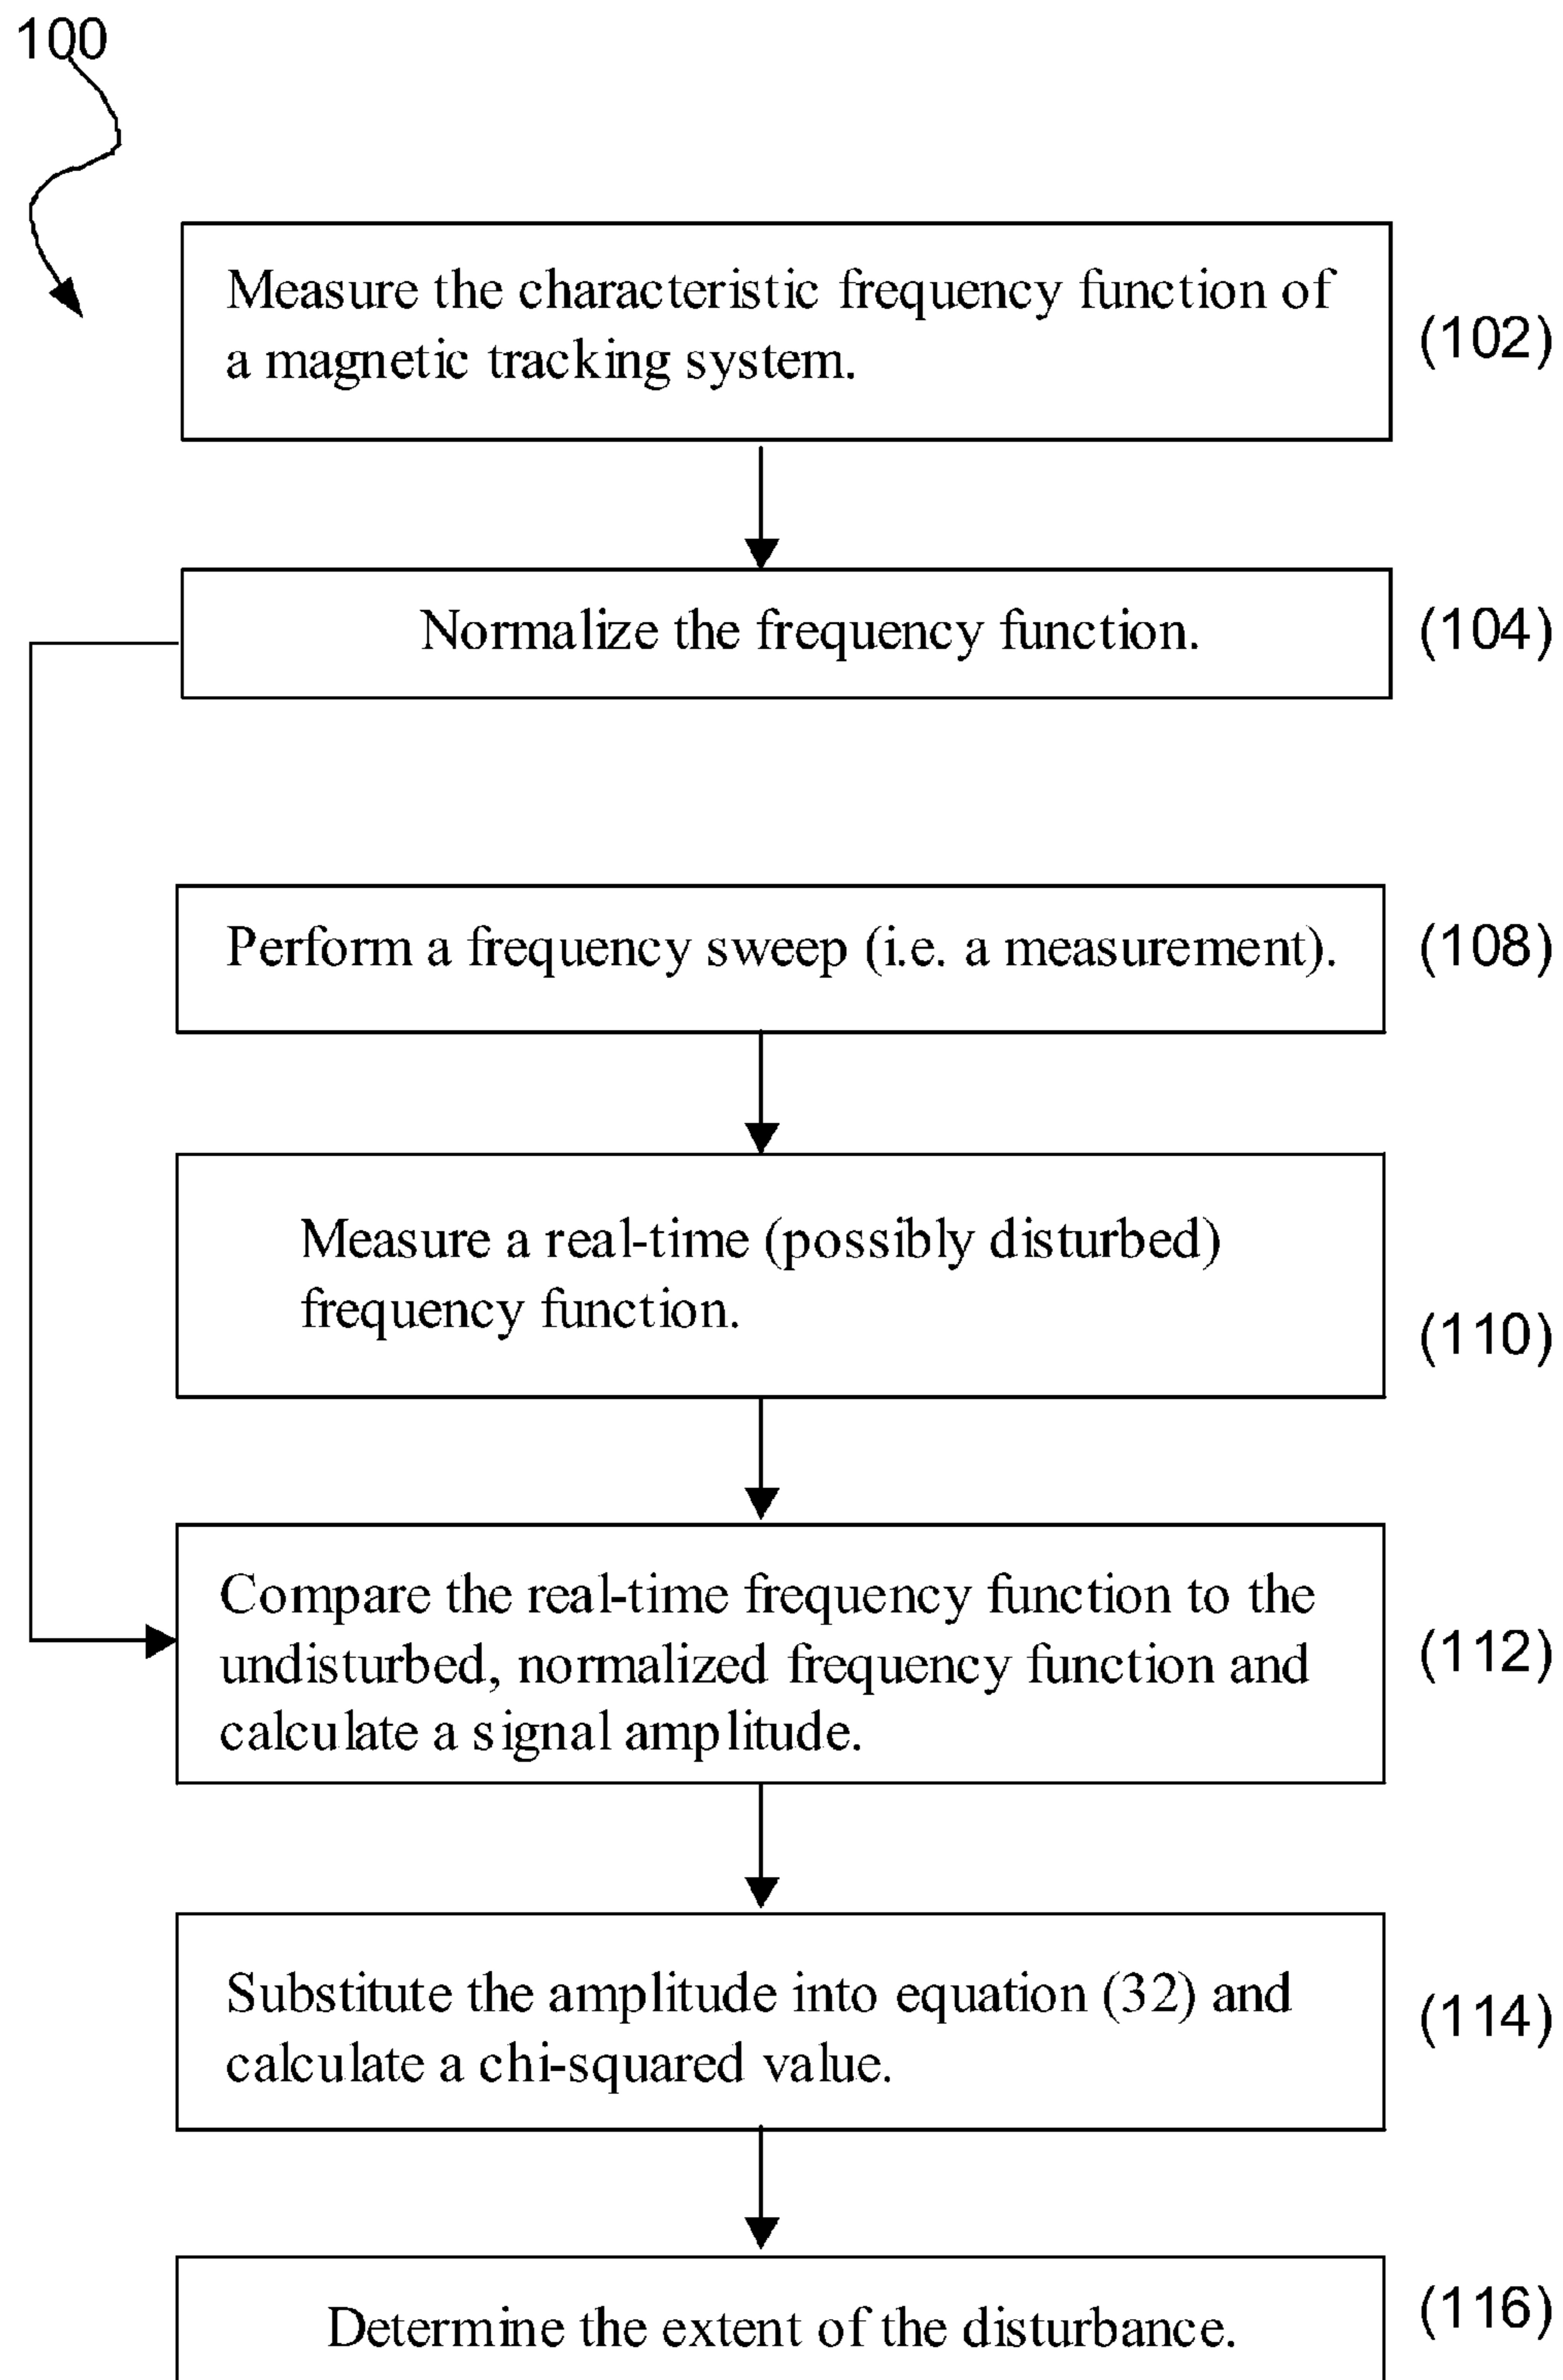 100
Measure the characteristic frequency function of
a magnetic tracking system.
(102)
Normalize the frequency function.
(104)
Perform a frequency sweep (i.e. a measurement).
(108)
Measure a real-time (possibly disturbed)
frequency function.
(110)
Compare the real-time frequency function to the
undisturbed, normalized frequency function and
calculate a signal amplitude.
(112)
Substitute the amplitude into equation (32) and
calculate a chi-squared value.
(114)
Determine the extent of the disturbance.
(116)